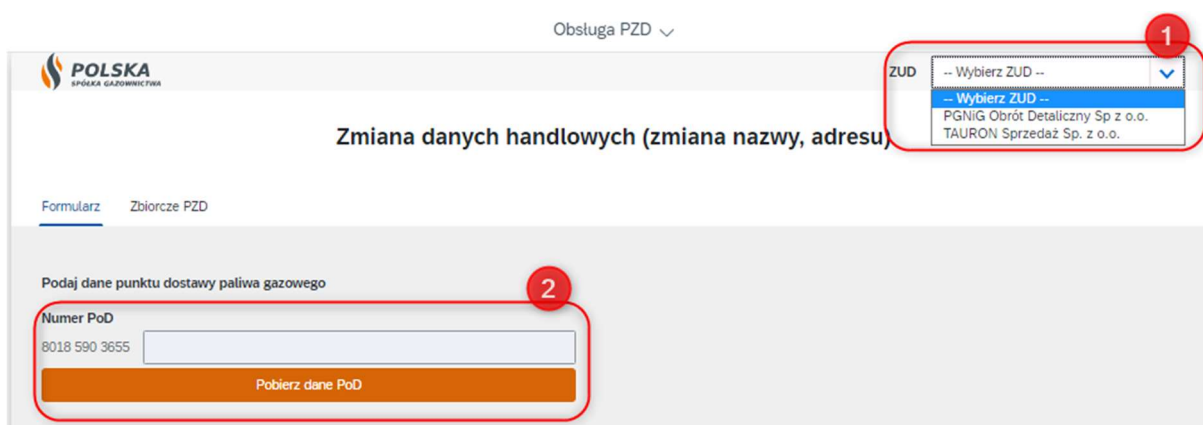 Obsługa PZD
1
POLSKA
SPÓŁKA GAZOWNICTWA
ZUD
-- Wybierz ZUD --
-- Wybierz ZUD --
PGNiG Obrót Detaliczny Sp z o.o.
TAURON Sprzedaż Sp. z o.o.
Zmiana danych handlowych (zmiana nazwy, adresu)
Formularz Zbiorcze PZD
Podaj dane punktu dostawy paliwa gazowego
2
Numer PoD
8018 590 3655
Pobierz dane PoD